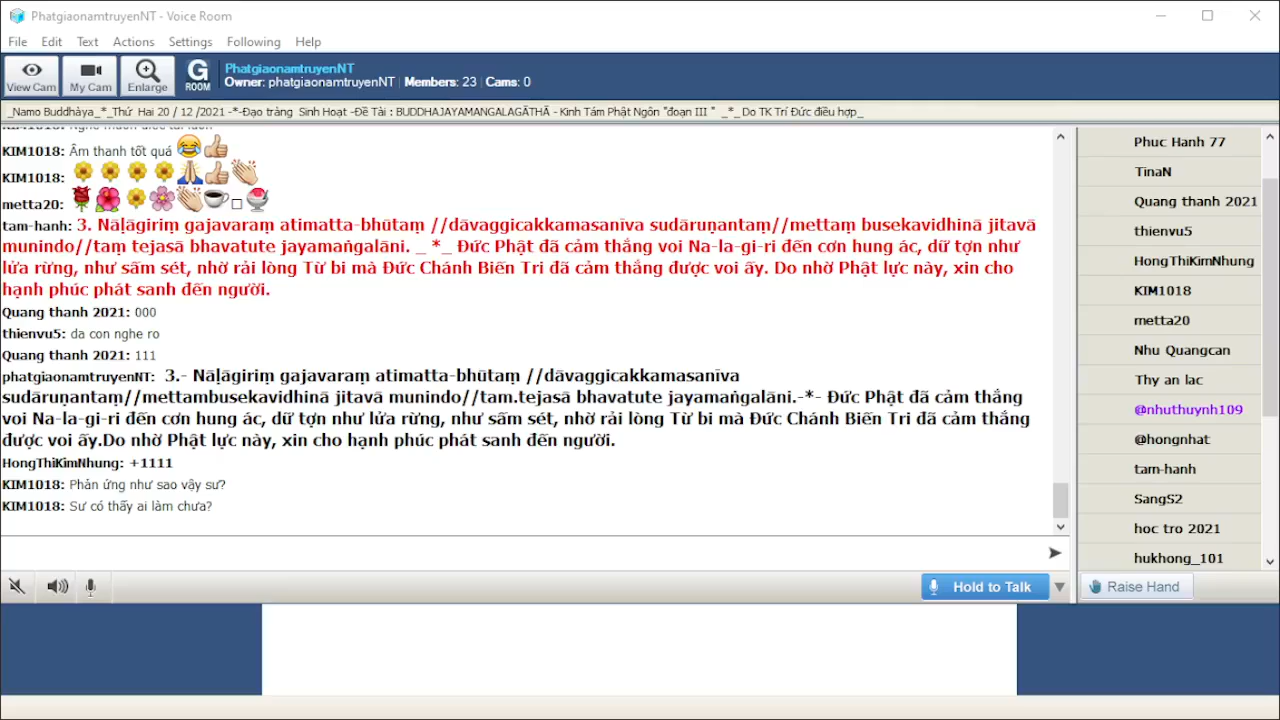 PhatgiaonamtruyenNT - Voice Room
File Edit Text Actions Settings Following Help
View Cam My Cam Enlarge G ROOM
PhatgiaonamtruyenNT
Owner: phatgiaonamtruyenNT | Members: 23 | Cams: 0
_Namo Buddhàya_*_Thứ Hai 20 / 12 /2021 -*-Đạo tràng Sinh Hoạt -Đề Tài : BUDDHAJAYAMANGALAGĀTHĀ - Kinh Tám Phật Ngôn "đoạn III " _*_ Do TK Trí Đức điều hợp_
KIM1018: Âm thanh tốt quá 😂👍
KIM1018: 🌻🌻🌻🌻🙏👍👏
metta20: 🌹🌺🌻🌸👏☕□🍨
tam-hanh: 3. Nāḷāgiriṃ gajavaraṃ atimatta-bhūtaṃ //dāvaggicakkamasanīva sudāruṇantaṃ//mettaṃ busekavidhinā jitavā
munindo//taṃ tejasā bhavatute jayamaṅgalāni. _ *_ Đức Phật đã cảm thắng voi Na-la-gi-ri đến cơn hung ác, dữ tợn như
lửa rừng, như sấm sét, nhờ rải lòng Từ bi mà Đức Chánh Biến Tri đã cảm thắng được voi ấy. Do nhờ Phật lực này, xin cho
hạnh phúc phát sanh đến người.
Quang thanh 2021: 000
thienvu5: da con nghe ro
Quang thanh 2021: 111
phatgiaonamtruyenNT: 3.- Nāḷāgiriṃ gajavaraṃ atimatta-bhūtaṃ //dāvaggicakkamasanīva
sudāruṇantaṃ//mettambusekavidhinā jitavā munindo//tam.tejasā bhavatute jayamaṅgalāni.-*- Đức Phật đã cảm thắng
voi Na-la-gi-ri đến cơn hung ác, dữ tợn như lửa rừng, như sấm sét, nhờ rải lòng Từ bi mà Đức Chánh Biến Tri đã cảm thắng
được voi ấy.Do nhờ Phật lực này, xin cho hạnh phúc phát sanh đến người.
HongThiKimNhung: +1111
KIM1018: Phản ứng như sao vậy sư?
KIM1018: Sư có thấy ai làm chưa?
Hold to Talk
Phuc Hanh 77
TinaN
Quang thanh 2021
thienvu5
HongThiKimNhung
KIM1018
metta20
Nhu Quangcan
Thy an lac
@nhuthuynh109
@hongnhat
tam-hanh
SangS2
hoc tro 2021
hukhong_101
Raise Hand